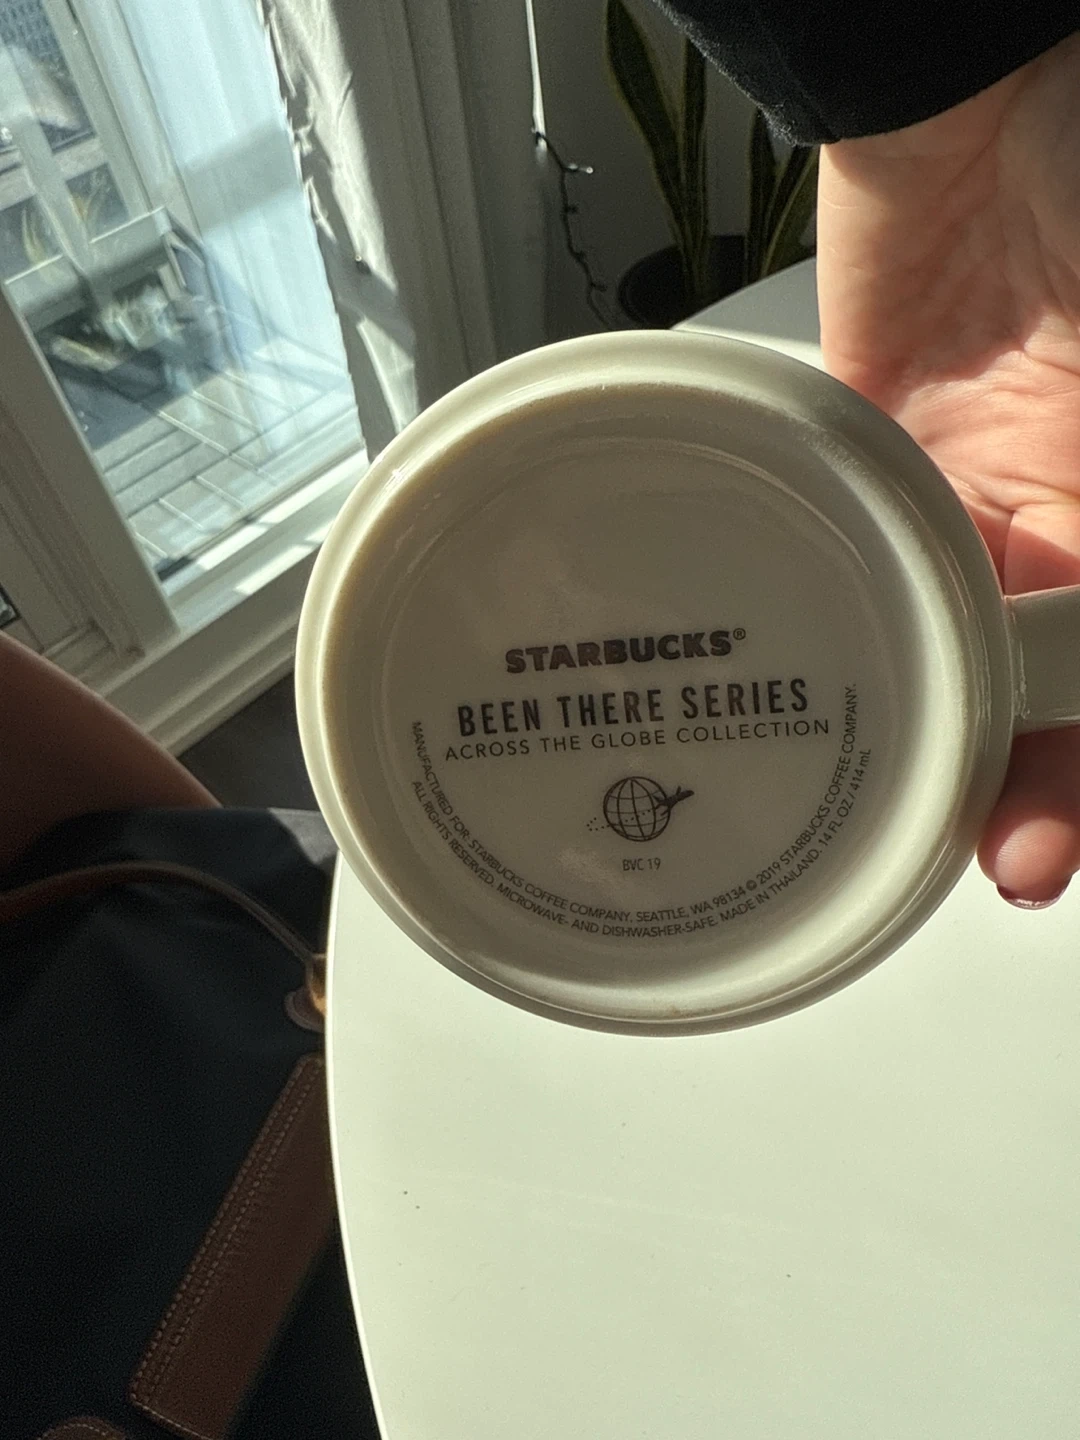 STARBUCKS®
BEEN THERE SERIES
ACROSS THE GLOBE COLLECTION
BVC 19
MANUFACTURED FOR: STARBUCKS COFFEE COMPANY, SEATTLE, WA 98134 © 2019 STARBUCKS COFFEE COMPANY.
ALL RIGHTS RESERVED. MICROWAVE- AND DISHWASHER-SAFE. MADE IN THAILAND. 14 FL OZ / 414 mL